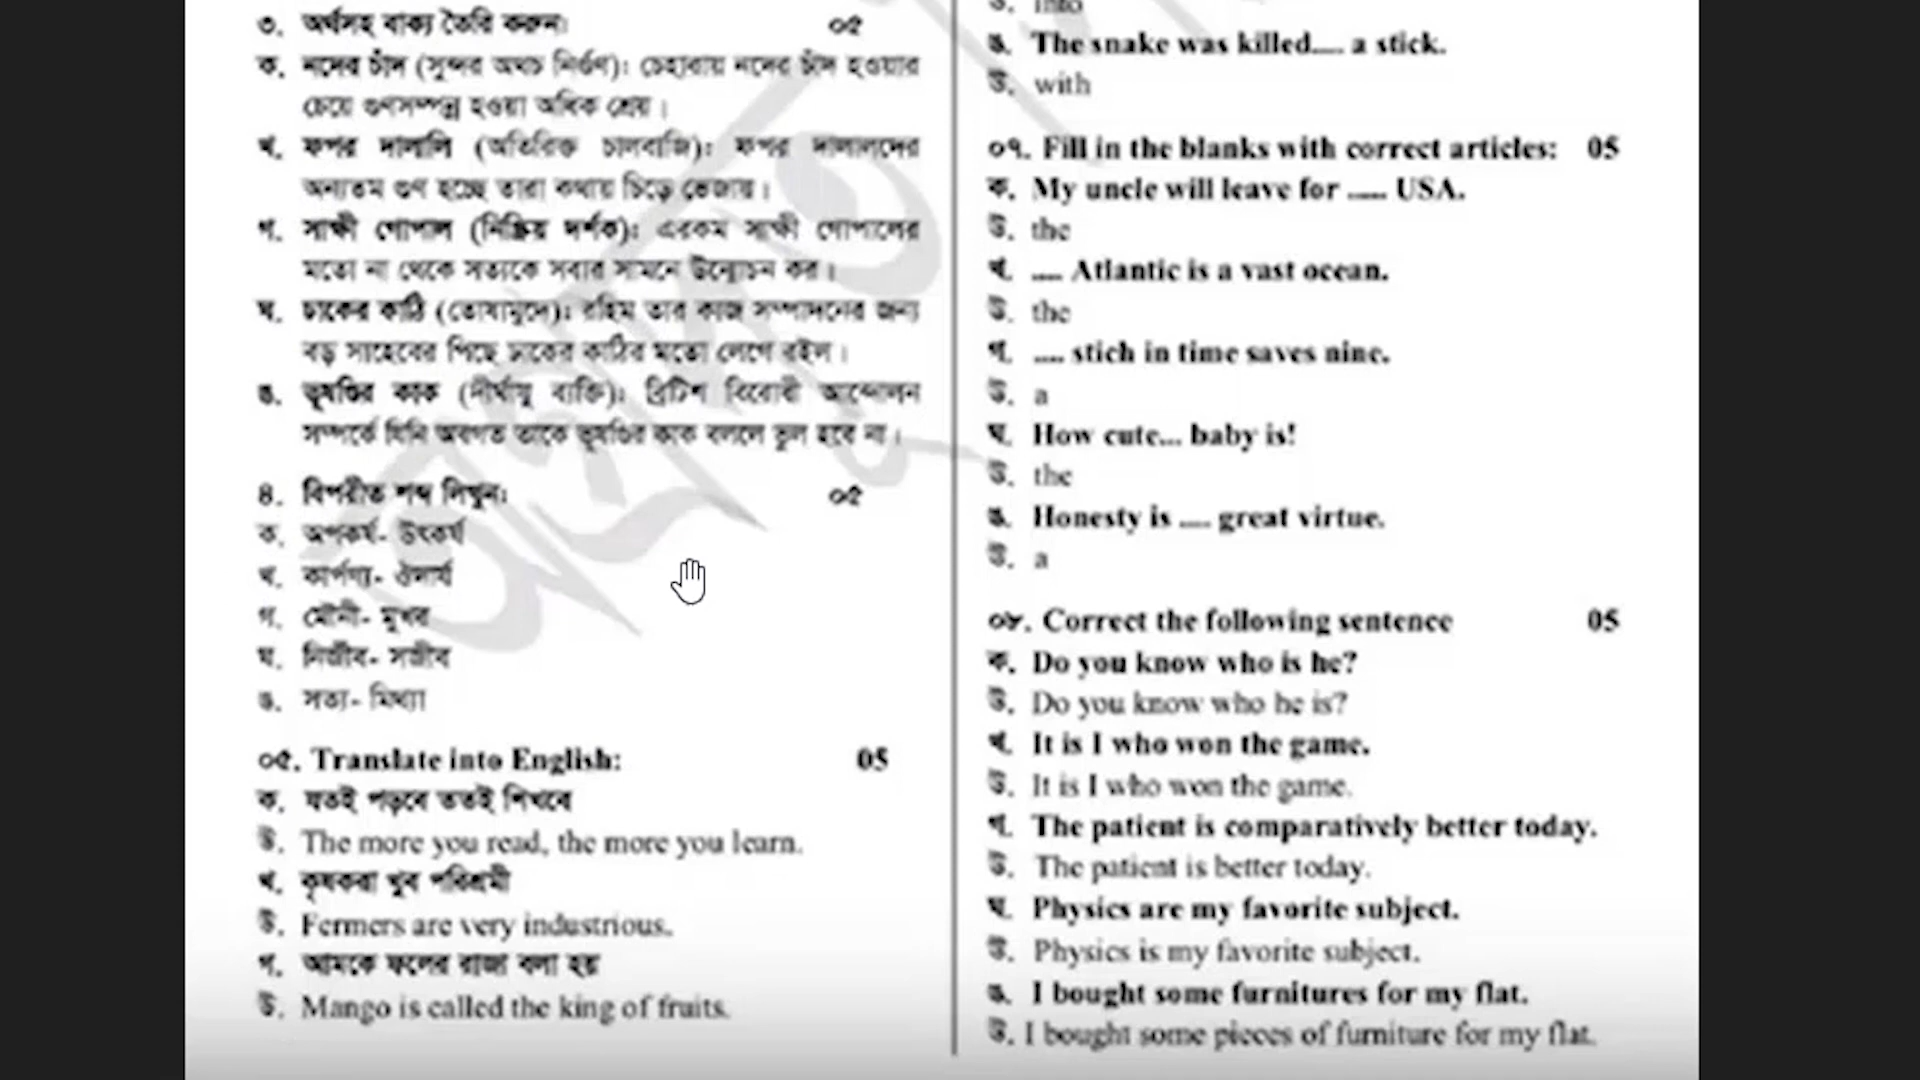 ৩. অর্থসহ বাক্য তৈরি করুন: ০৫
ক. নদের চাঁদ (সুন্দর অথচ নির্গুণ): চেহারায় নদের চাঁদ হওয়ার
চেয়ে গুণসম্পন্ন হওয়া অধিক শ্রেয়।
খ. ফপর দালালি (অতিরিক্ত চালবাজি): ফপর দালালদের
অন্যতম গুণ হচ্ছে তারা কথায় চিড়ে ভেজায়।
গ. সাক্ষী গোপাল (নিষ্ক্রিয় দর্শক): এরকম সাক্ষী গোপালের
মতো না থেকে সত্যকে সবার সামনে উন্মোচন কর।
ঘ. ঢাকের কাঠি (তোষামুদে): রহিম তার কাজ সম্পাদনের জন্য
বড় সাহেবের পিছে ঢাকের কাঠির মতো লেগে রইল।
ঙ. ভূষণ্ডির কাক (দীর্ঘায়ু ব্যক্তি): ব্রিটিশ বিরোধী আন্দোলন
সম্পর্কে যিনি অবগত তাকে ভূষণ্ডির কাক বললে ভুল হবে না।
৪. বিপরীত শব্দ লিখুন: ০৫
ক. অপকর্ষ- উৎকর্ষ
খ. কার্পণ্য- ঔদার্য
গ. মৌনী- মুখর
ঘ. নির্জীব- সজীব
ঙ. সত্য- মিথ্যা
০৫. Translate into English: 05
ক. যতই পড়বে ততই শিখবে
উ. The more you read, the more you learn.
খ. কৃষকরা খুব পরিশ্রমী
উ. Fermers are very industrious.
গ. আমকে ফলের রাজা বলা হয়
উ. Mango is called the king of fruits.
উ. into
ঙ. The snake was killed.... a stick.
উ. with
০৭. Fill in the blanks with correct articles: 05
ক. My uncle will leave for ..... USA.
উ. the
খ. .... Atlantic is a vast ocean.
উ. the
গ. .... stich in time saves nine.
উ. a
ঘ. How cute... baby is!
উ. the
ঙ. Honesty is .... great virtue.
উ. a
০৮. Correct the following sentence 05
ক. Do you know who is he?
উ. Do you know who he is?
খ. It is I who won the game.
উ. It is I who won the game.
গ. The patient is comparatively better today.
উ. The patient is better today.
ঘ. Physics are my favorite subject.
উ. Physics is my favorite subject.
ঙ. I bought some furnitures for my flat.
উ. I bought some pieces of furniture for my flat.